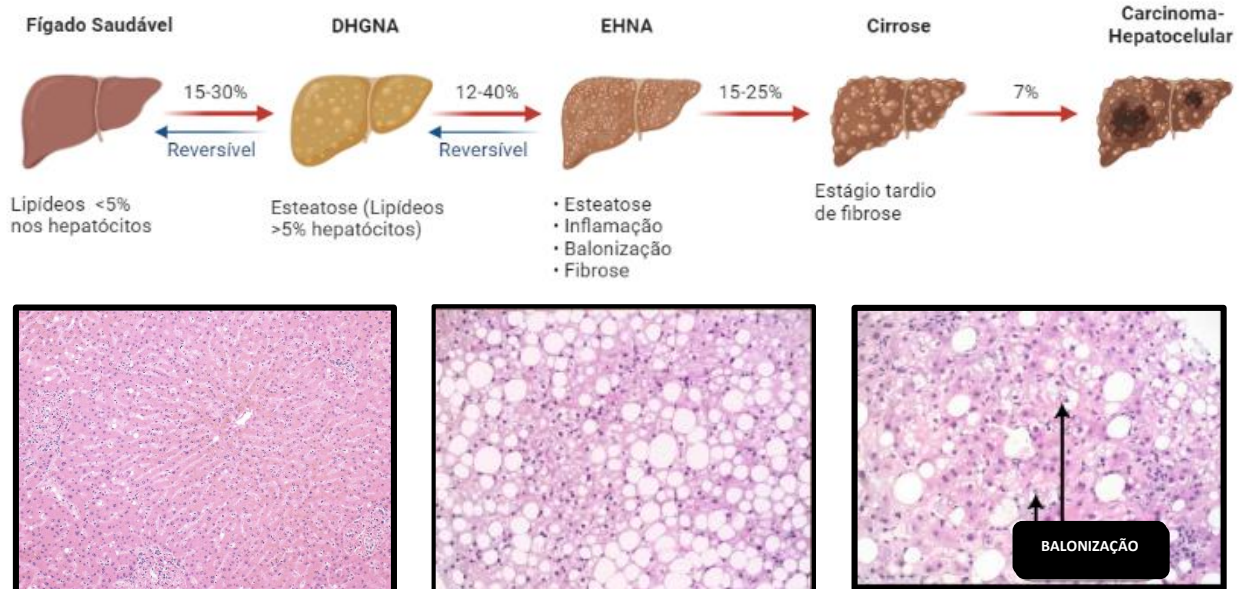 Fígado Saudável
DHGNA
EHNA
Cirrose
Carcinoma-
Hepatocelular
15-30%
Reversível
12-40%
Reversível
15-25%
7%
Lipídeos <5%
nos hepatócitos
Esteatose (Lipídeos
>5% hepatócitos)
· Esteatose
· Inflamação
· Balonização
· Fibrose
Estágio tardio
de fibrose
BALONIZAÇÃO